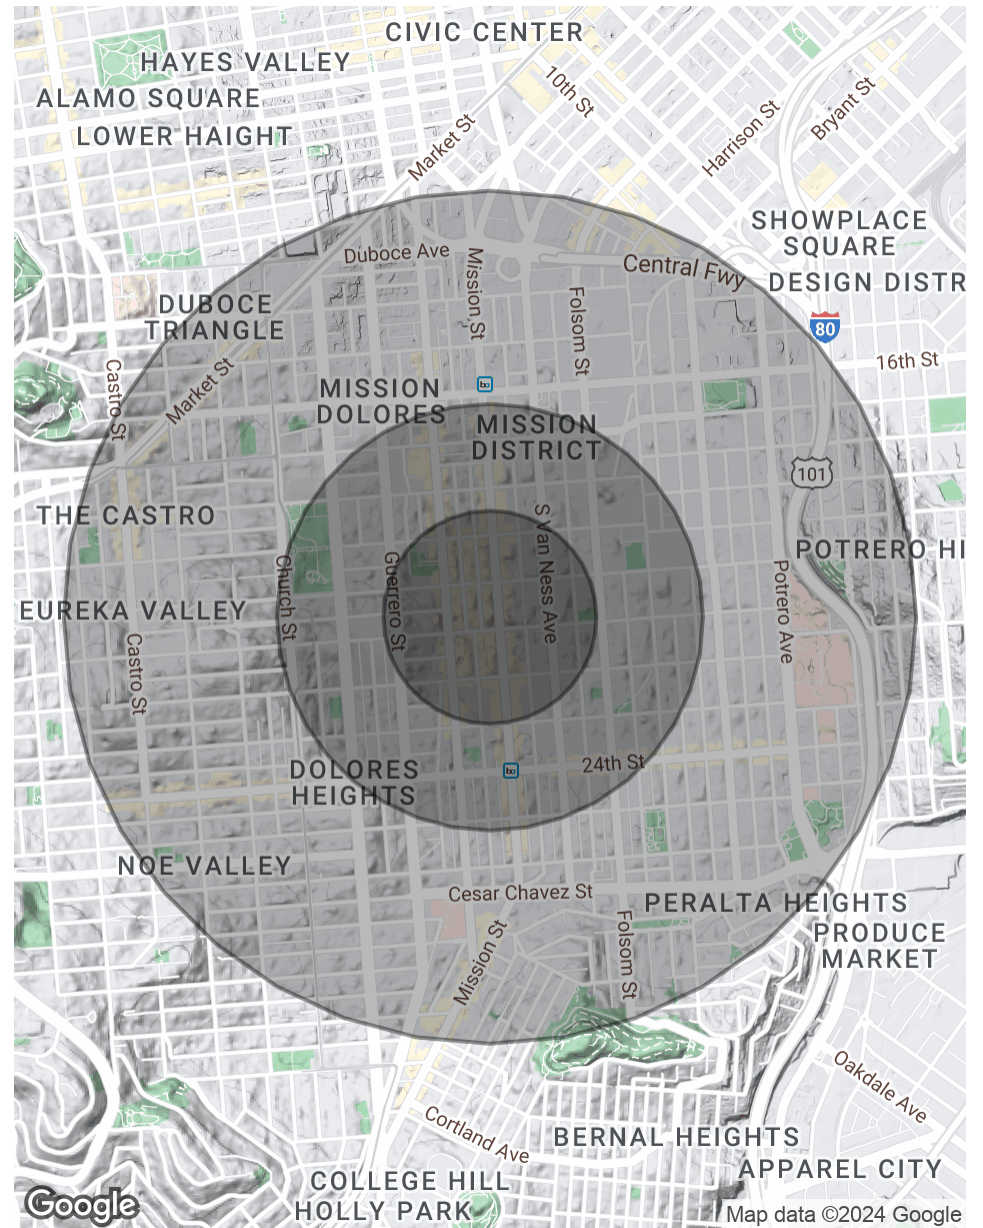 CIVIC CENTER
HAYES VALLEY
10th St
ALAMO SQUARE
Bryant St
LOWER HAIGHT
Market St
Harrison St
SHOWPLACE
SQUARE
Duboce Ave
Mission St
Central Fwy
DESIGN DISTR
DUBOCE
TRIANGLE
Folsom St
80
16th St
Castro St
Market St
MISSION
DOLORES
MISSION
DISTRICT
101
THE CASTRO
S Van Ness Ave
POTRERO HI
Church St
Guerrero St
Potrero Ave
EUREKA VALLEY
Castro St
24th St
DOLORES
HEIGHTS
NOE VALLEY
Cesar Chavez St
PERALTA HEIGHTS
PRODUCE
MARKET
Mission St
Folsom St
Oakdale Ave
Cortland Ave
BERNAL HEIGHTS
APPAREL CITY
COLLEGE HILL
HOLLY PARK
Google
Map data ©2024 Google